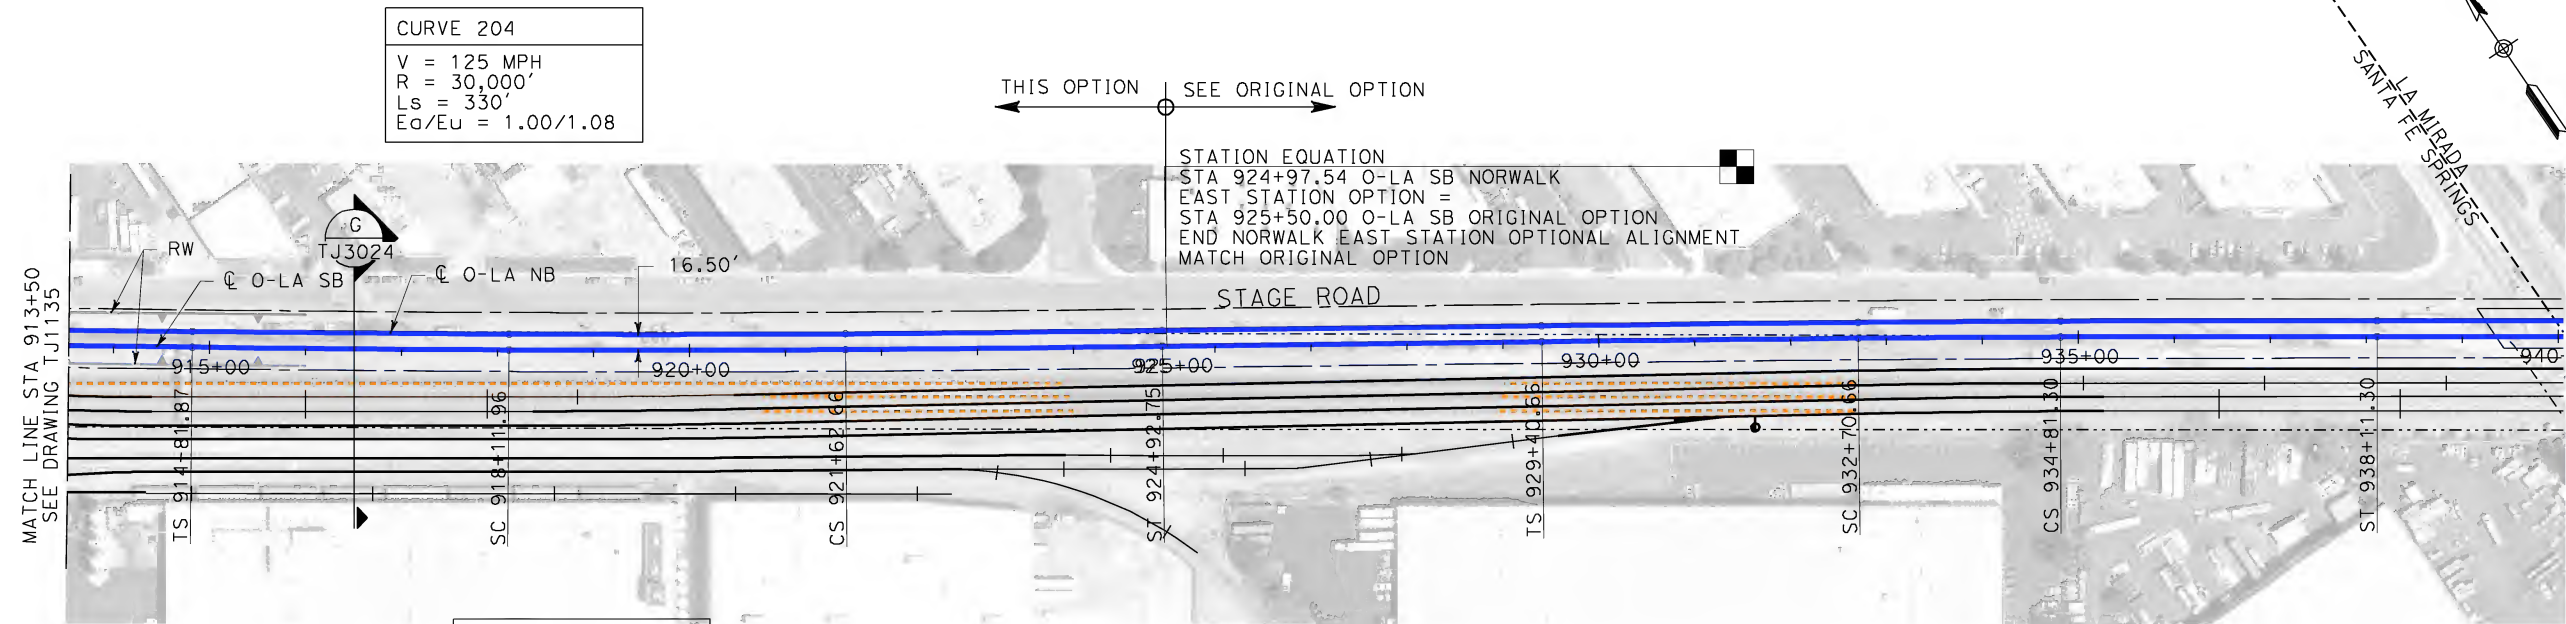 CURVE 204
V = 125 MPH
R = 30,000'
Ls = 330'
Ea/Eu = 1.00/1.08
THIS OPTION
SEE ORIGINAL OPTION
STATION EQUATION
STA 924+97.54 O-LA SB NORWALK
EAST STATION OPTION =
STA 925+50.00 O-LA SB ORIGINAL OPTION
END NORWALK EAST STATION OPTIONAL ALIGNMENT
MATCH ORIGINAL OPTION
LA MIRADA
SANTA FE SPRINGS
G
TJ3024
RW
℄ O-LA SB
℄ O-LA NB
16.50'
STAGE ROAD
MATCH LINE STA 913+50
SEE DRAWING TJ1135
915+00
920+00
925+00
930+00
935+00
940
TS 914+81.87
SC 918+11.96
CS 921+62.66
ST 924+92.75
TS 929+40.66
SC 932+70.66
CS 934+81.30
ST 938+11.30